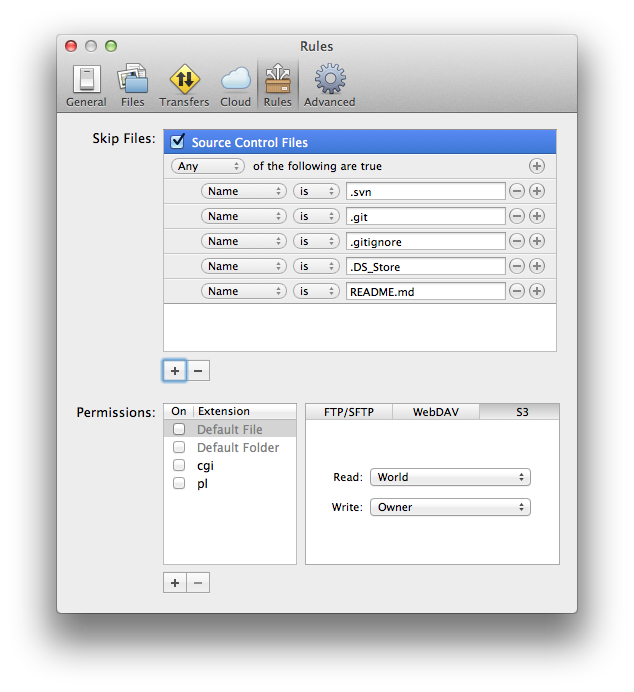 Rules
General Files Transfers Cloud Rules Advanced
Skip Files: Source Control Files
Any of the following are true
Name is .svn
Name is .git
Name is .gitignore
Name is .DS_Store
Name is README.md
Permissions: On Extension FTP/SFTP WebDAV S3
Default File
Default Folder
cgi
pl
Read: World
Write: Owner